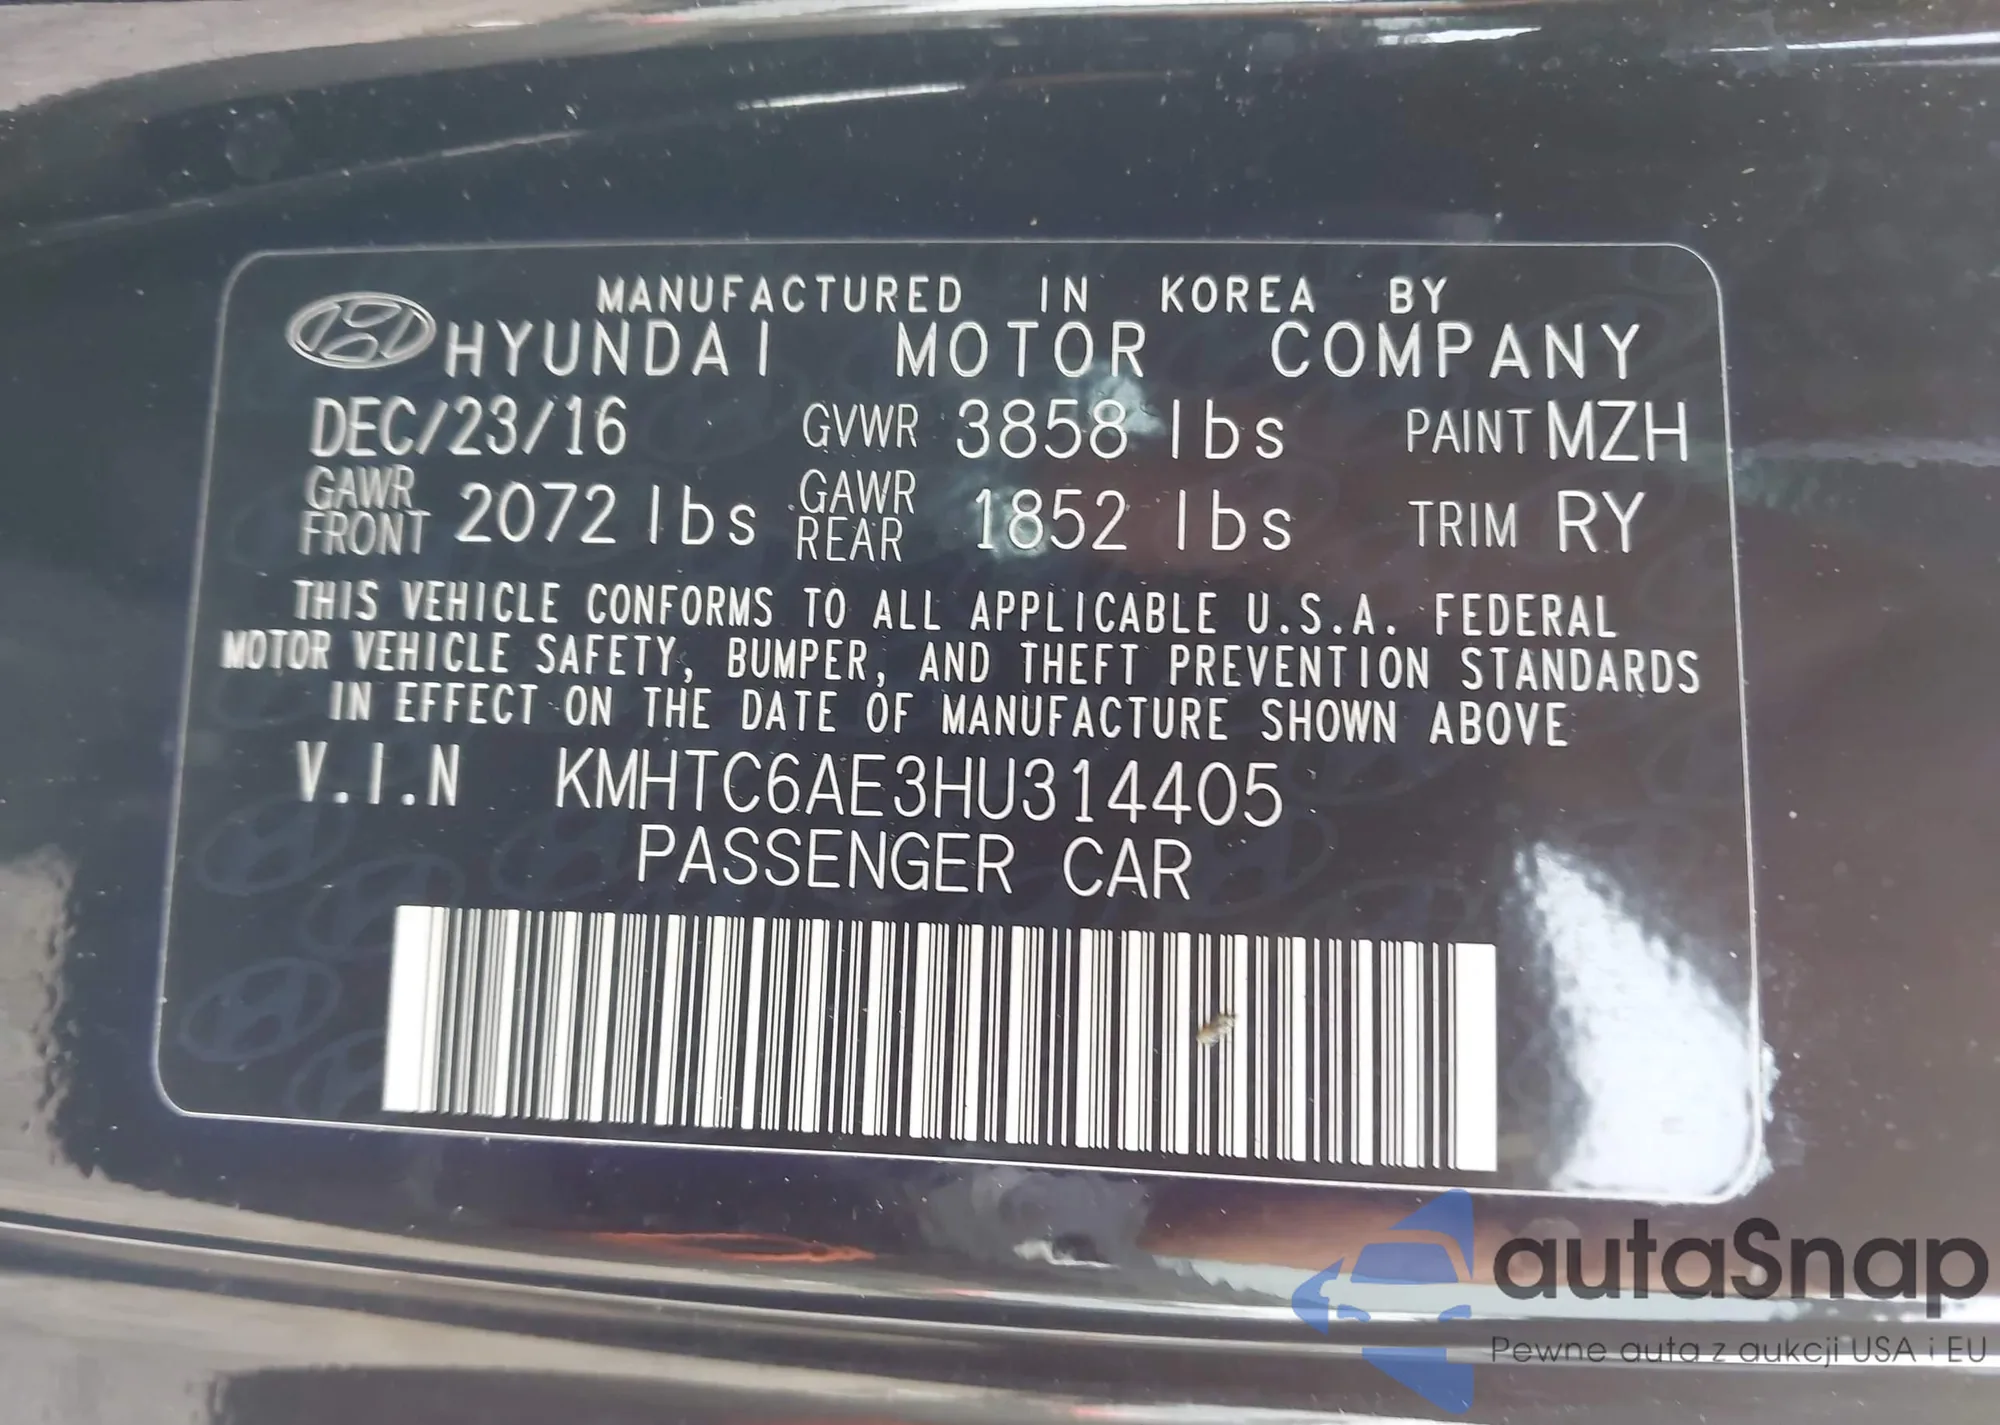 MANUFACTURED IN KOREA BY
HYUNDAI MOTOR COMPANY
DEC/23/16 GVWR 3858 lbs PAINT MZH
GAWR FRONT 2072 lbs GAWR REAR 1852 lbs TRIM RY
THIS VEHICLE CONFORMS TO ALL APPLICABLE U.S.A. FEDERAL
MOTOR VEHICLE SAFETY, BUMPER, AND THEFT PREVENTION STANDARDS
IN EFFECT ON THE DATE OF MANUFACTURE SHOWN ABOVE
V.I.N KMHTC6AE3HU314405
PASSENGER CAR
autaSnap
Pewne auta z aukcji USA i EU